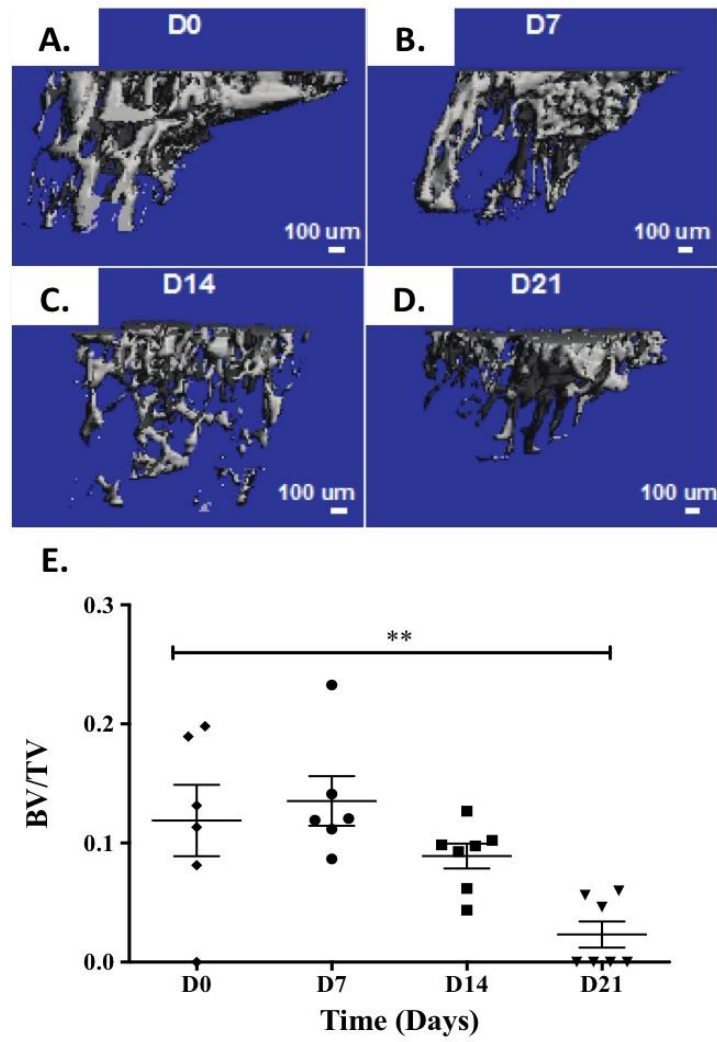 A. D0
B. D7
100 um
100 um
C. D14
D. D21
100 um
100 um
E.
0.3
**
0.2
BV/TV
0.1
0.0
D0 D7 D14 D21
Time (Days)